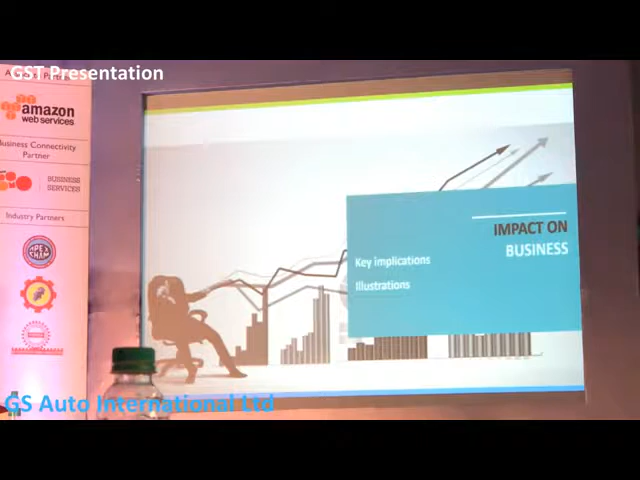 GST Presentation
amazon
web services
Business Connectivity
Partner
BUSINESS
SERVICES
Industry Partners
IMPACT ON
BUSINESS
Key implications
Illustrations
GS Auto International Ltd